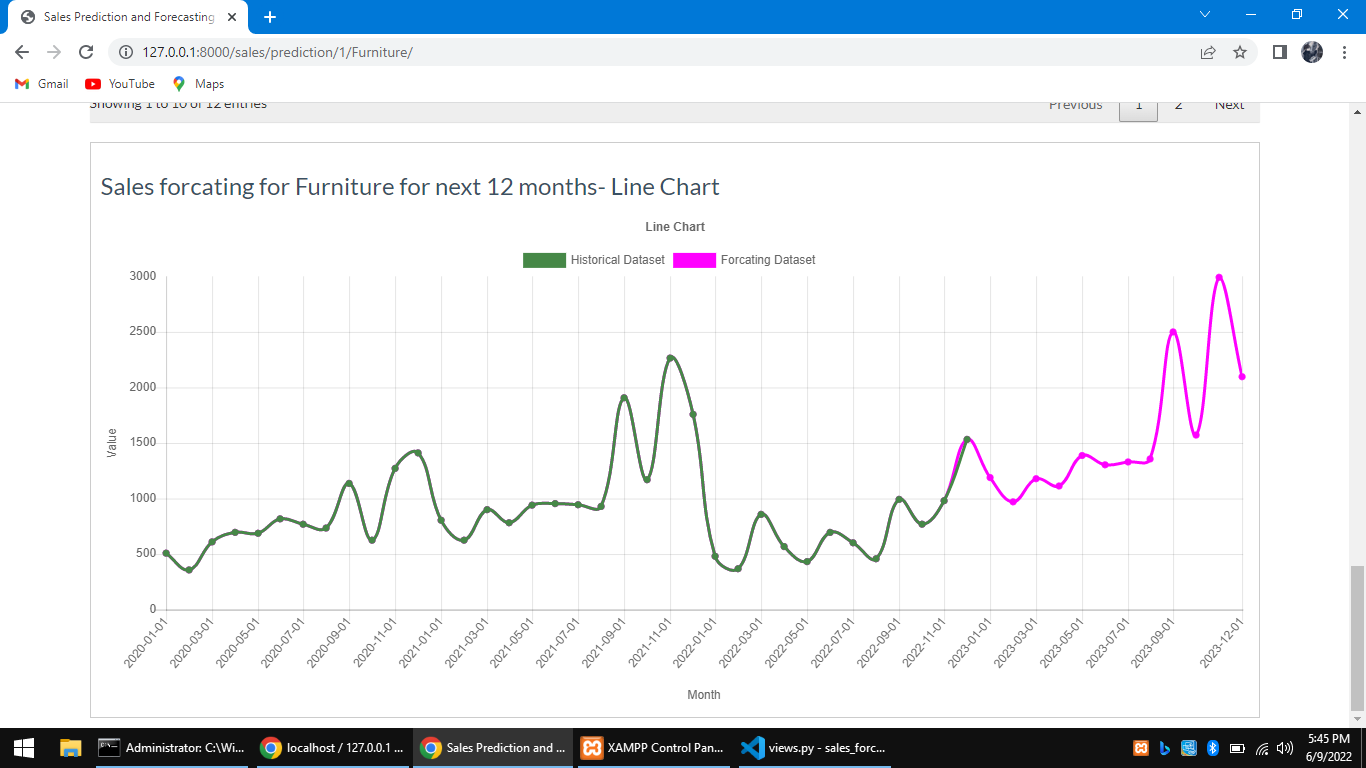 Sales Prediction and Forecasting
127.0.0.1:8000/sales/prediction/1/Furniture/
Gmail YouTube Maps
Showing 1 to 10 of 12 entries
Previous 1 2 Next
Sales forcating for Furniture for next 12 months- Line Chart
Line Chart
Historical Dataset Forcating Dataset
3000
2500
2000
1500
1000
500
0
Value
2020-01-01 2020-03-01 2020-05-01 2020-07-01 2020-09-01 2020-11-01 2021-01-01 2021-03-01 2021-05-01 2021-07-01 2021-09-01 2021-11-01 2022-01-01 2022-03-01 2022-05-01 2022-07-01 2022-09-01 2022-11-01 2023-01-01 2023-03-01 2023-05-01 2023-07-01 2023-09-01 2023-12-01
Month
Administrator: C:\Wi... localhost / 127.0.0.1 ... Sales Prediction and ... XAMPP Control Pan... views.py - sales_forc...
5:45 PM
6/9/2022